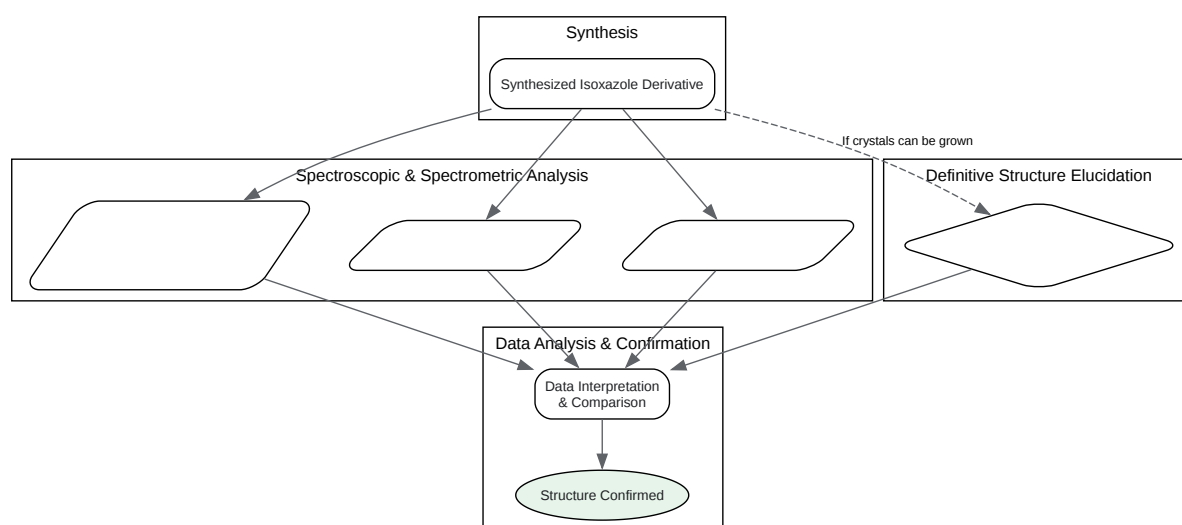 Synthesis
Synthesized Isoxazole Derivative
If crystals can be grown
Spectroscopic & Spectrometric Analysis
Definitive Structure Elucidation
Data Analysis & Confirmation
Data Interpretation
& Comparison
Structure Confirmed